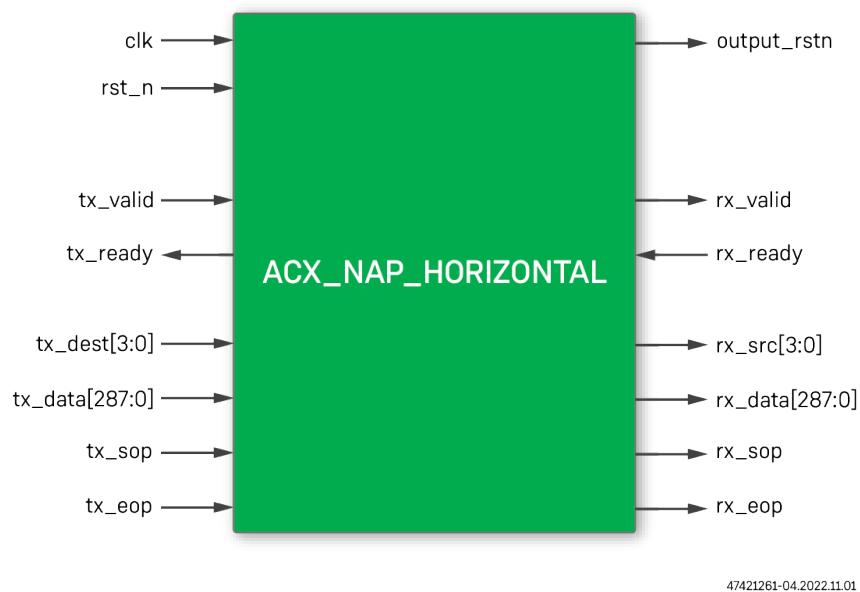 clk
output_rstn
rst_n
tx_valid
rx_valid
tx_ready
rx_ready
ACX_NAP_HORIZONTAL
tx_dest[3:0]
rx_src[3:0]
tx_data[287:0]
rx_data[287:0]
tx_sop
rx_sop
tx_eop
rx_eop
47421261-04.2022.11.01